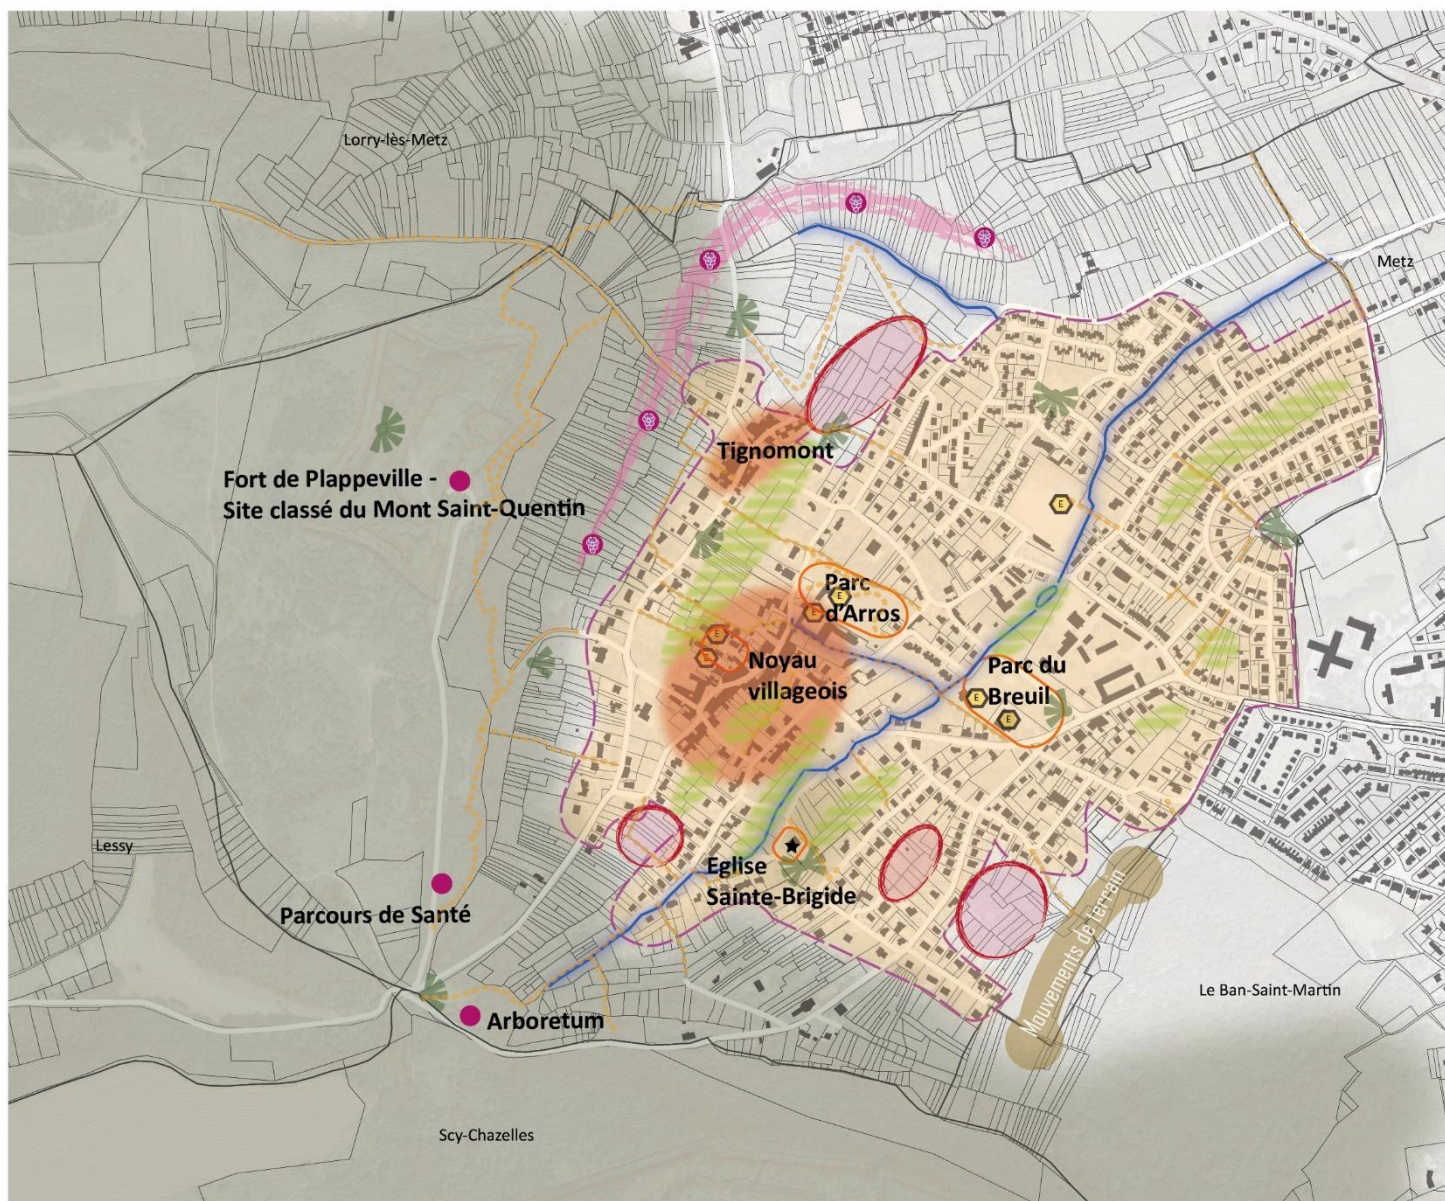 Lorry-lès-Metz
Metz
Tignomont
Fort de Plappeville -
Site classé du Mont Saint-Quentin
E
Parc
E
d'Arros
E
E
E
Noyau
villageois
Parc du
Breuil
E
E
Lessy
Eglise
Sainte-Brigide
Parcours de Santé
Mouvements de terrain
Le Ban-Saint-Martin
Arboretum
Scy-Chazelles